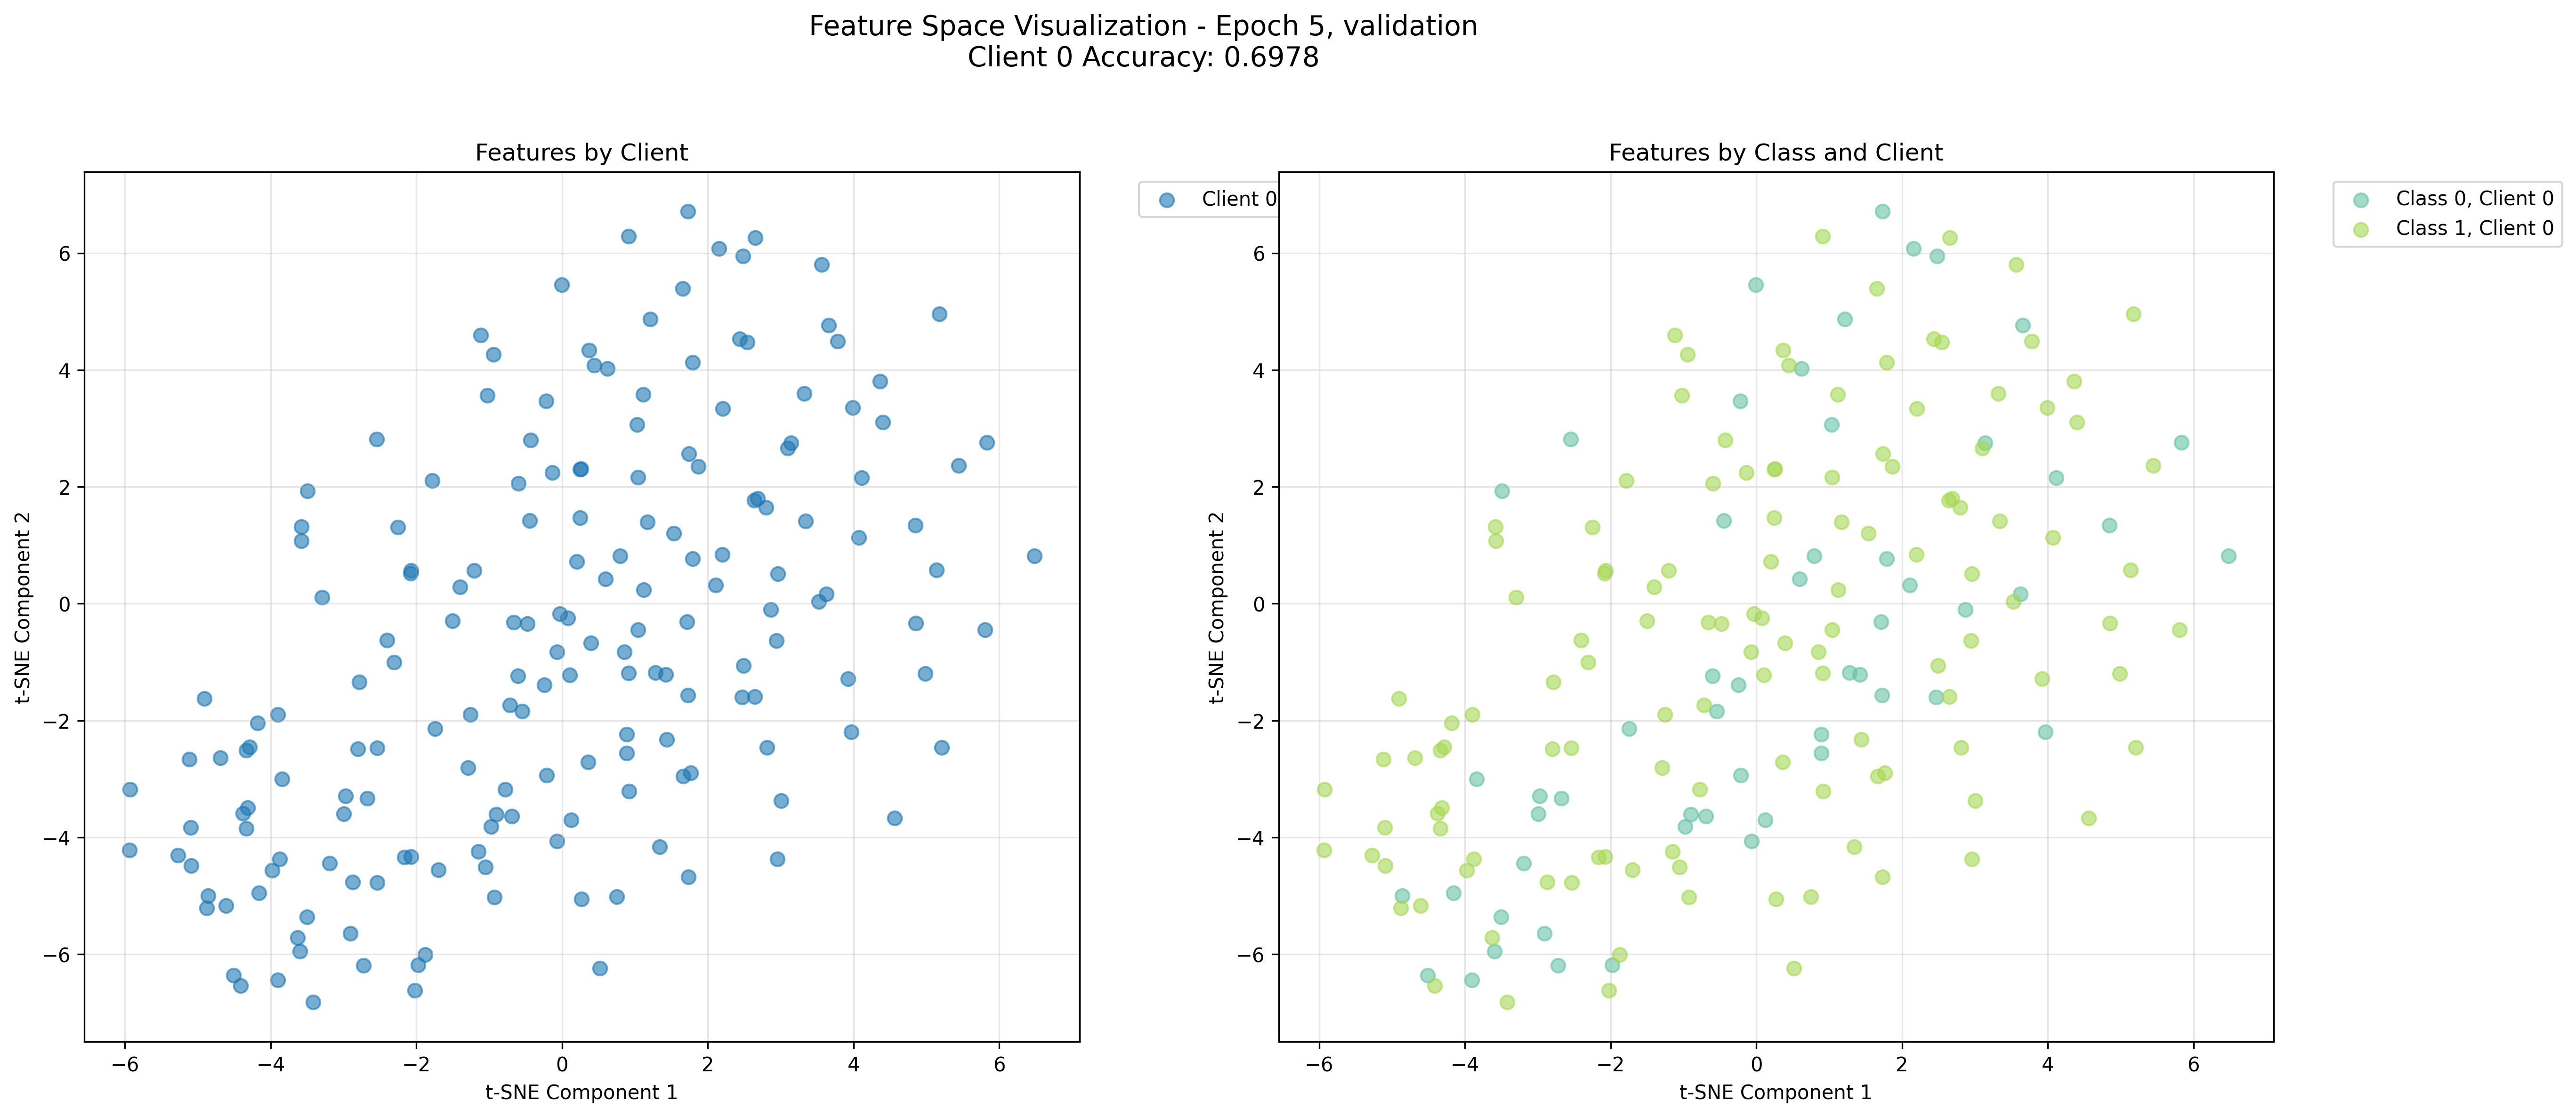 Feature Space Visualization - Epoch 5, validation
Client 0 Accuracy: 0.6978
Features by Client
6
4
2
0
−2
−4
−6
−6
−4
−2
0
2
4
6
t-SNE Component 2
t-SNE Component 1
Client 0
Features by Class and Client
6
4
2
0
−2
−4
−6
−6
−4
−2
0
2
4
6
t-SNE Component 2
t-SNE Component 1
Class 0, Client 0
Class 1, Client 0